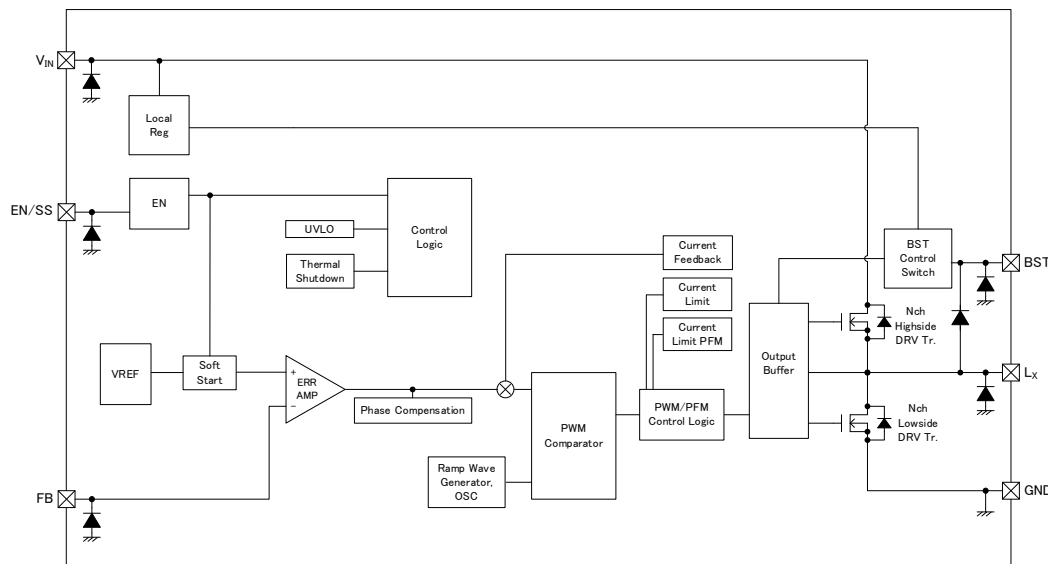 VIN
Local
Reg
EN/SS
EN
UVLO
Thermal
Shutdown
Control
Logic
Current
Feedback
Current
Limit
Current
Limit PFM
BST
Control
Switch
BST
Nch
Highside
DRV Tr.
VREF
Soft
Start
+
ERR
AMP
−
Phase Compensation
PWM
Comparator
PWM/PFM
Control Logic
Output
Buffer
LX
Nch
Lowside
DRV Tr.
Ramp Wave
Generator,
OSC
FB
GND